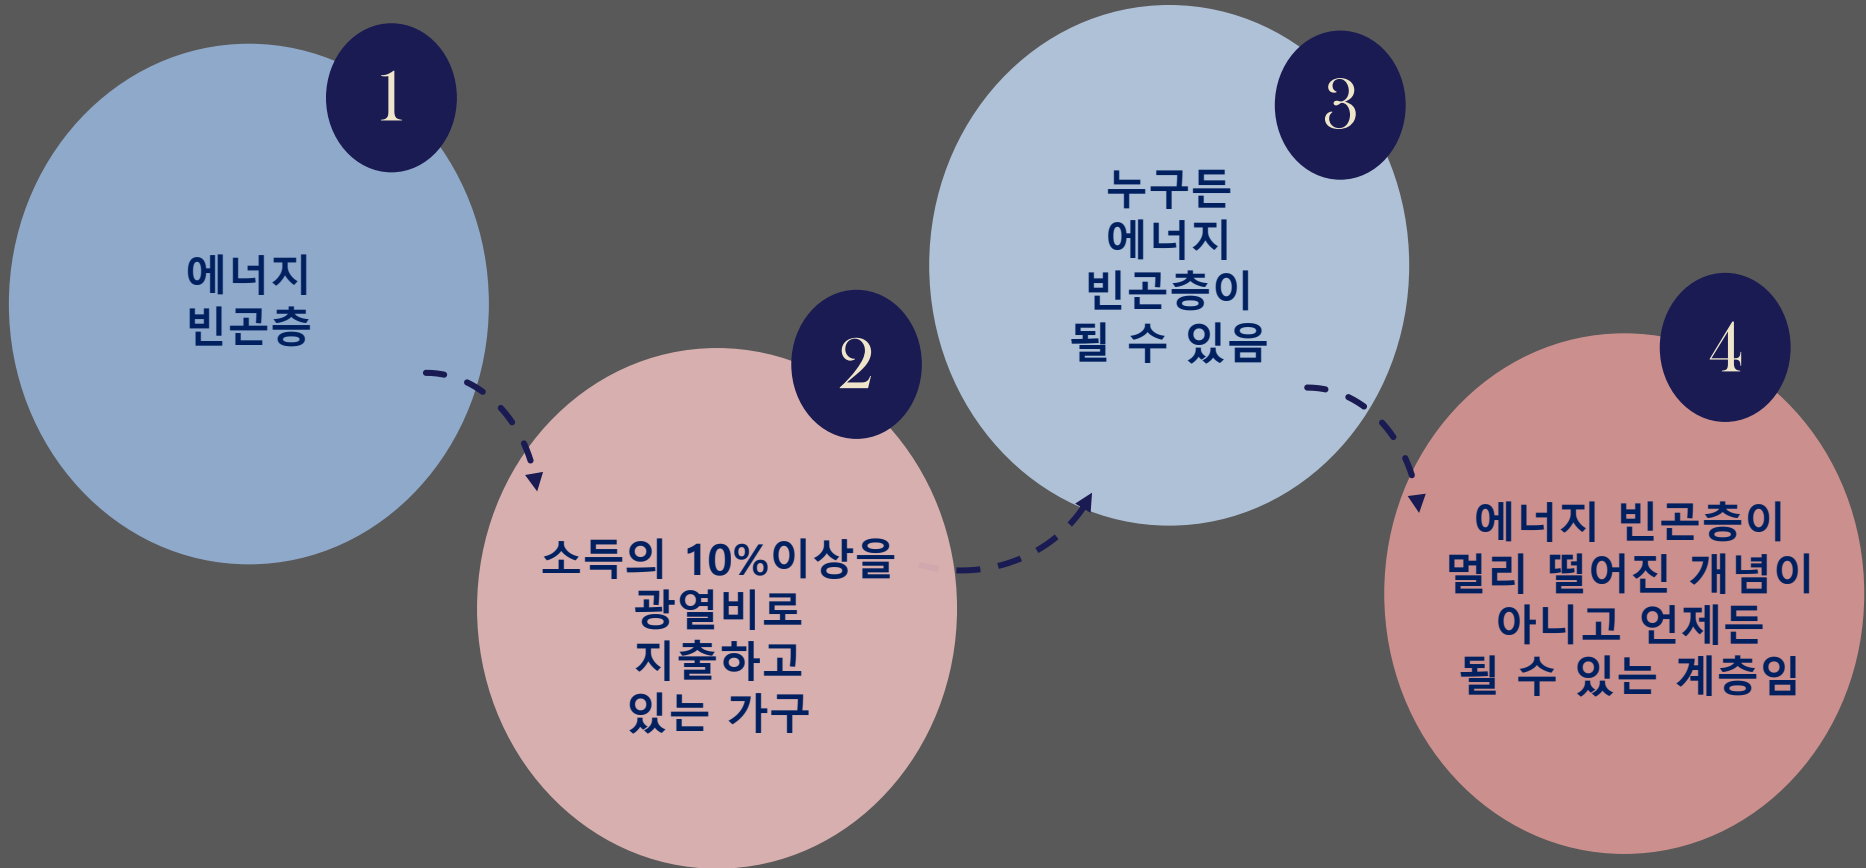 1
에너지
빈곤층
2
소득의 10%이상을
광열비로
지출하고
있는 가구
3
누구든
에너지
빈곤층이
될 수 있음
4
에너지 빈곤층이
멀리 떨어진 개념이
아니고 언제든
될 수 있는 계층임